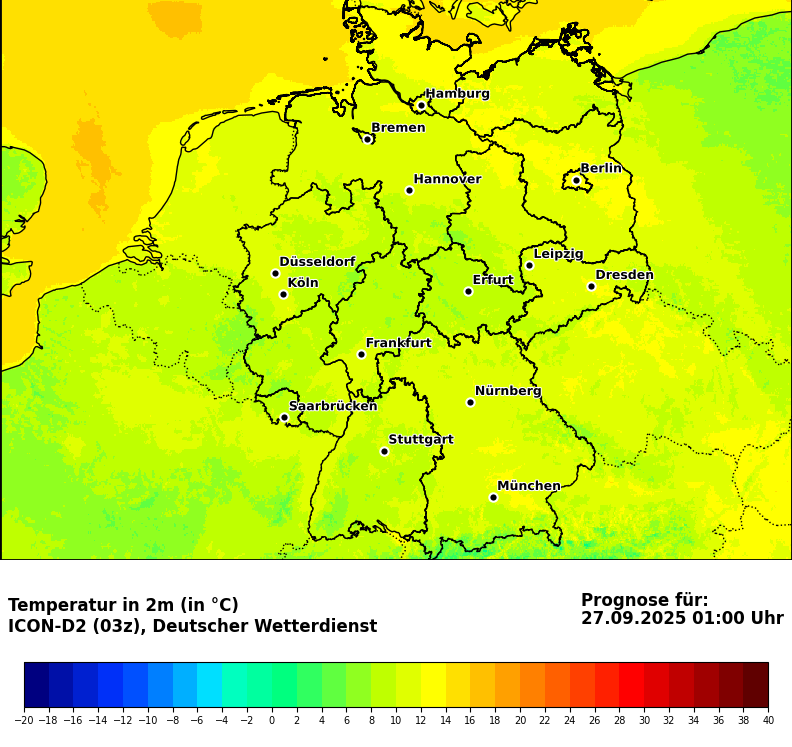 Hamburg
Bremen
Berlin
Hannover
Leipzig
Düsseldorf
Dresden
Köln
Erfurt
Frankfurt
Nürnberg
Saarbrücken
Stuttgart
München
Temperatur in 2m (in °C)
ICON-D2 (03z), Deutscher Wetterdienst
Prognose für:
27.09.2025 01:00 Uhr
−20 −18 −16 −14 −12 −10 −8 −6 −4 −2 0 2 4 6 8 10 12 14 16 18 20 22 24 26 28 30 32 34 36 38 40